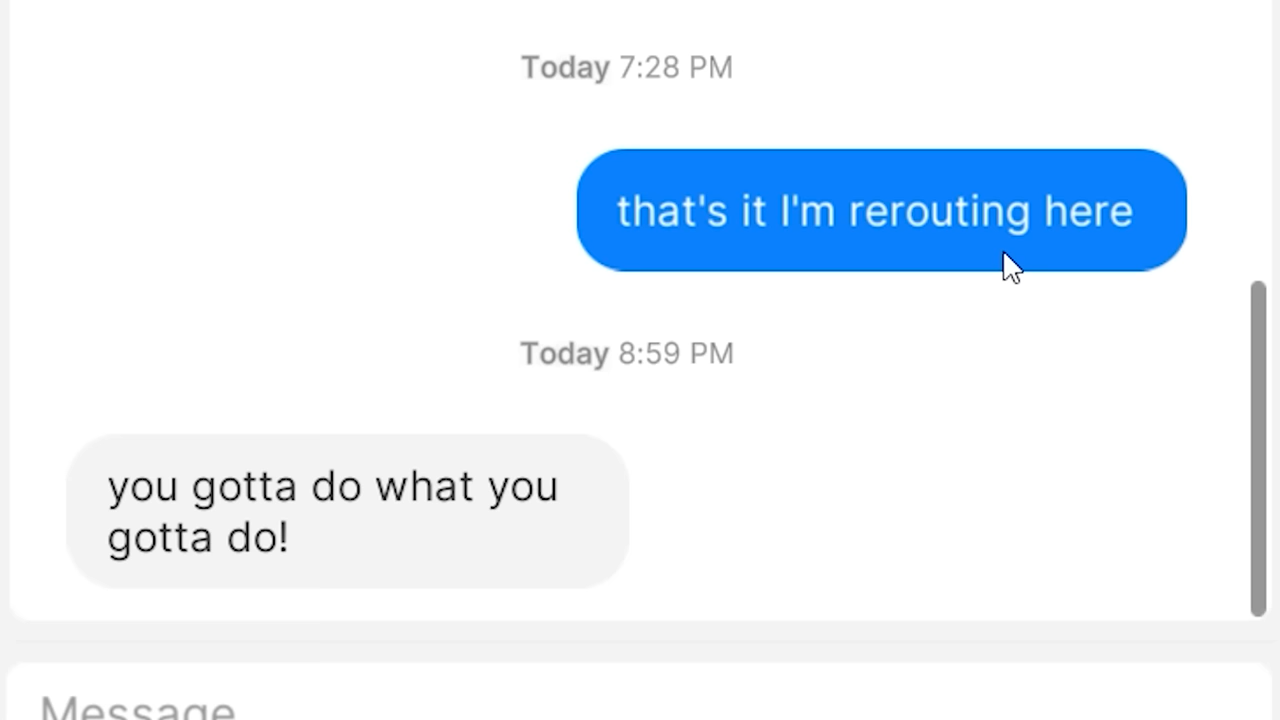 Today 7:28 PM
that's it I'm rerouting here
Today 8:59 PM
you gotta do what you
gotta do!
Message